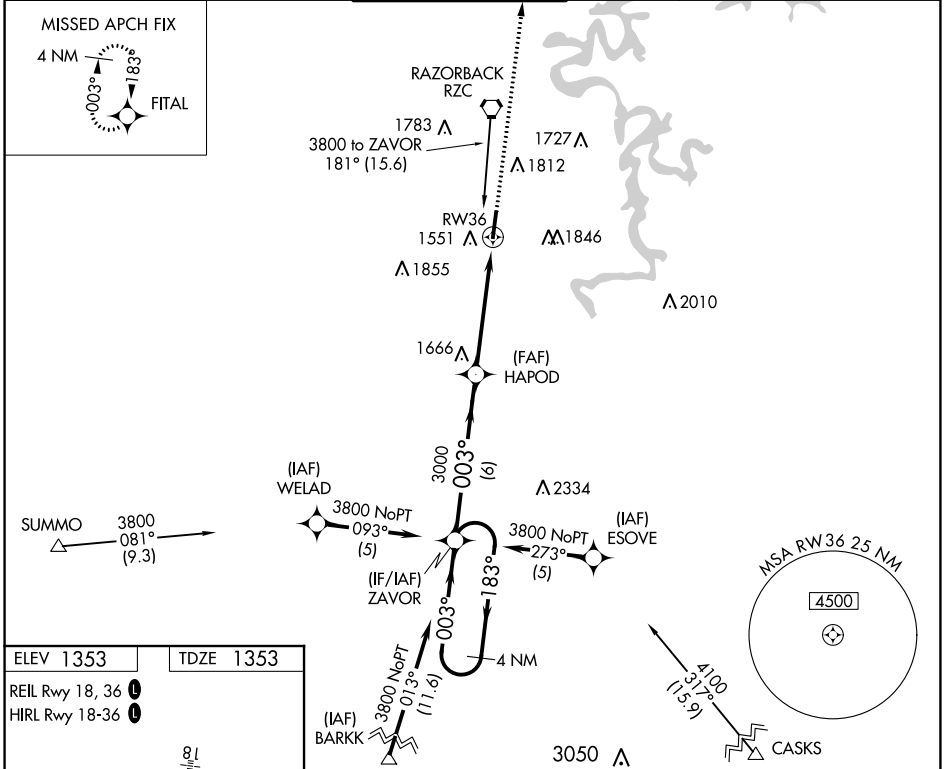 MISSED APCH FIX
4 NM
003°
183°
FITAL
RAZORBACK
RZC
1783
3800 to ZAVOR
181° (15.6)
1727
1812
RW36
1551
1846
1855
2010
1666
(FAF)
HAPOD
3000
003°
(6)
(IAF)
WELAD
2334
SUMMO
3800
081°
(9.3)
3800 NoPT
093°
(5)
3800 NoPT
273°
(5)
(IAF)
ESOVE
(IF/IAF)
ZAVOR
003°
183°
4 NM
MSA RW36 25 NM
4500
3800 NoPT
013°
(11.6)
(IAF)
BARKK
4100
317°
(15.9)
CASKS
3050
ELEV 1353
TDZE 1353
REIL Rwy 18, 36 L
HIRL Rwy 18-36 L
18